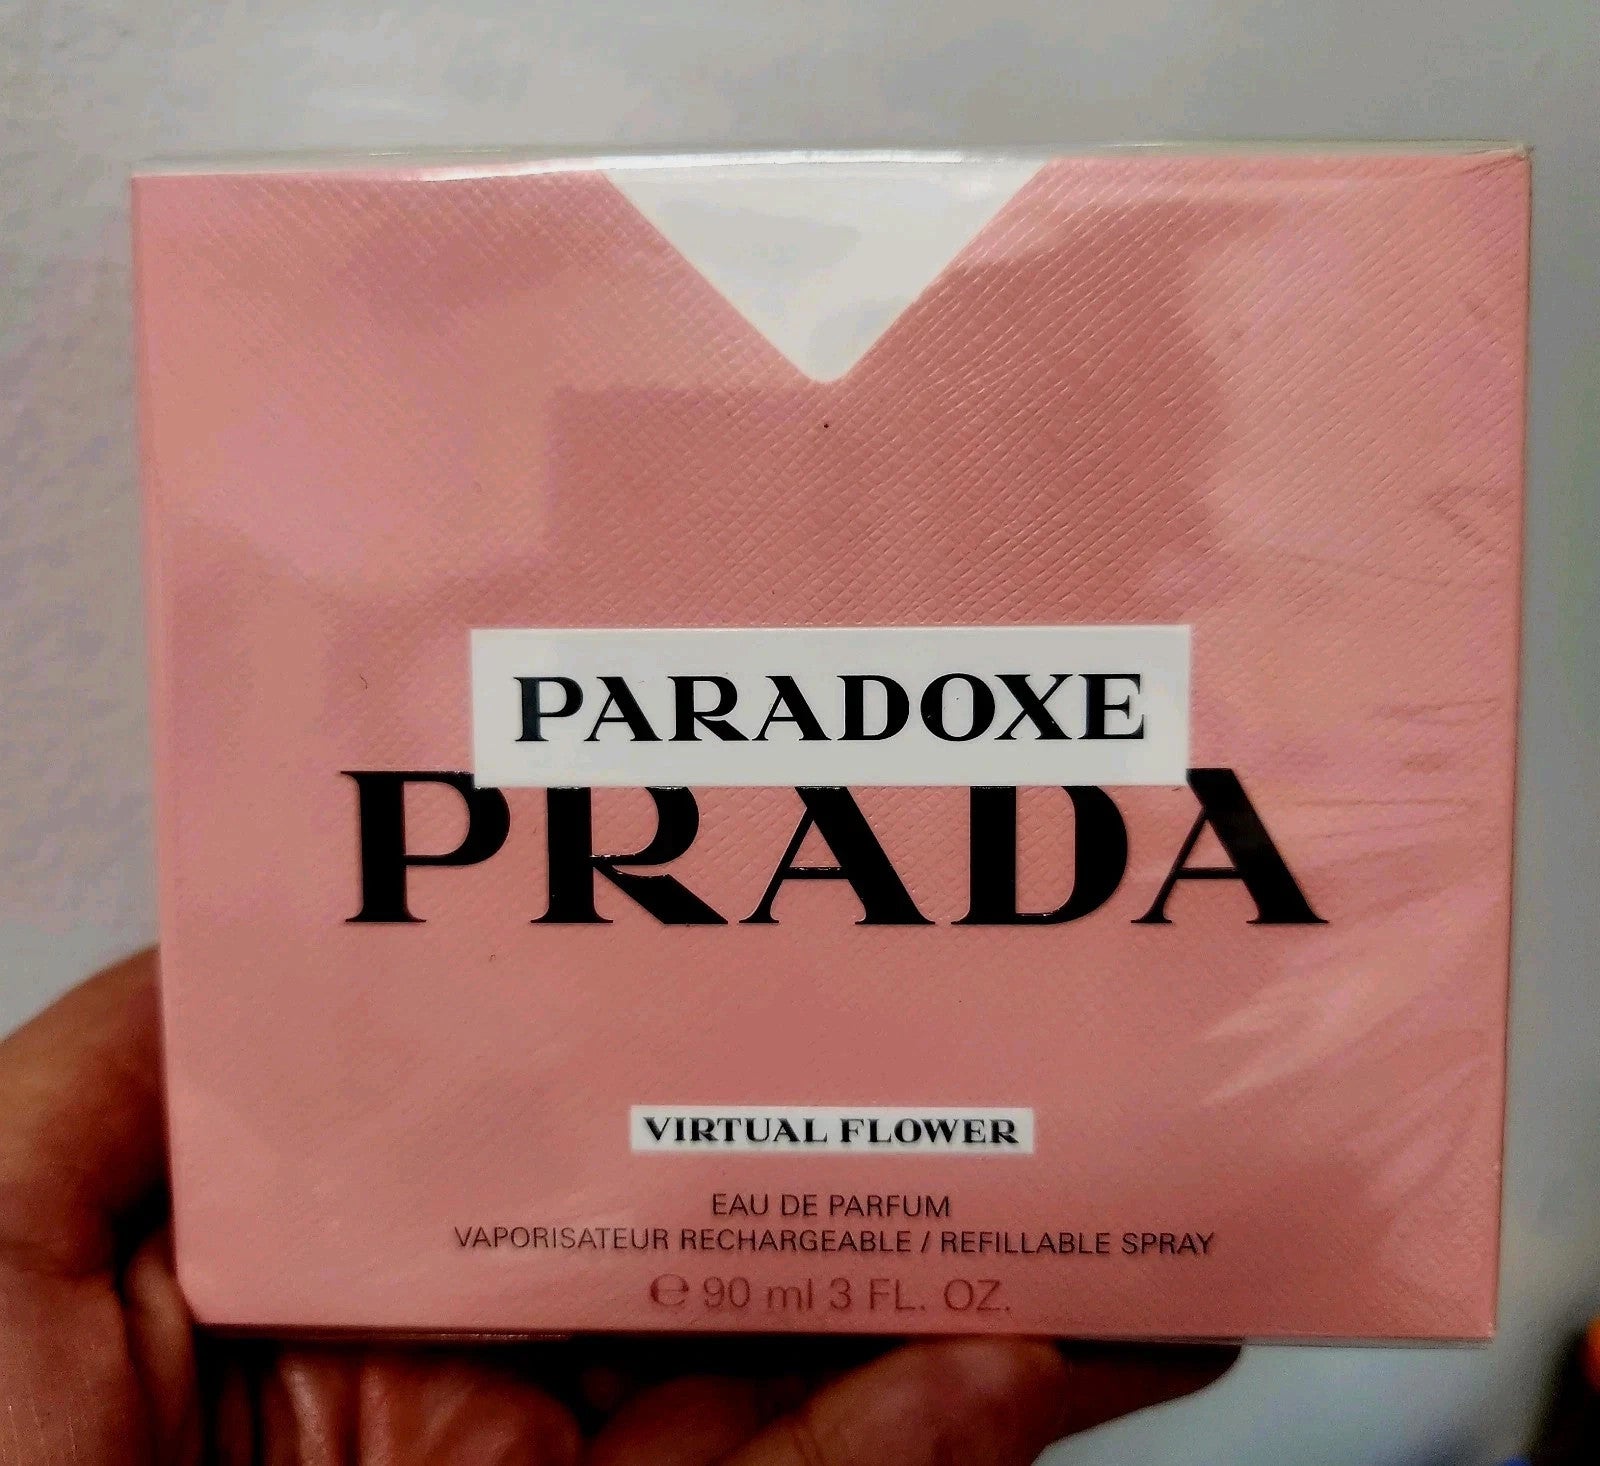 PARADOXE
PRADA
VIRTUAL FLOWER
EAU DE PARFUM
VAPORISATEUR RECHARGEABLE / REFILLABLE SPRAY
℮ 90 ml 3 FL. OZ.